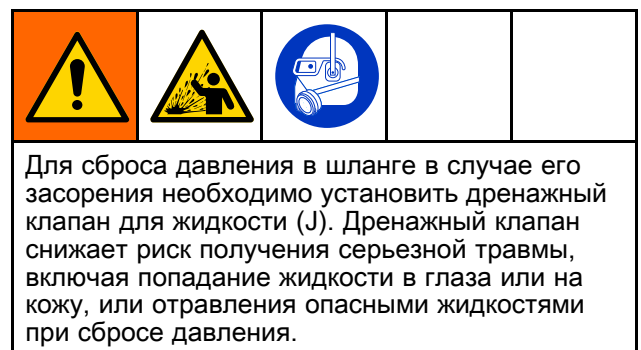 Для сброса давления в шланге в случае его
засорения необходимо установить дренажный
клапан для жидкости (J). Дренажный клапан
снижает риск получения серьезной травмы,
включая попадание жидкости в глаза или на
кожу, или отравления опасными жидкостями
при сбросе давления.